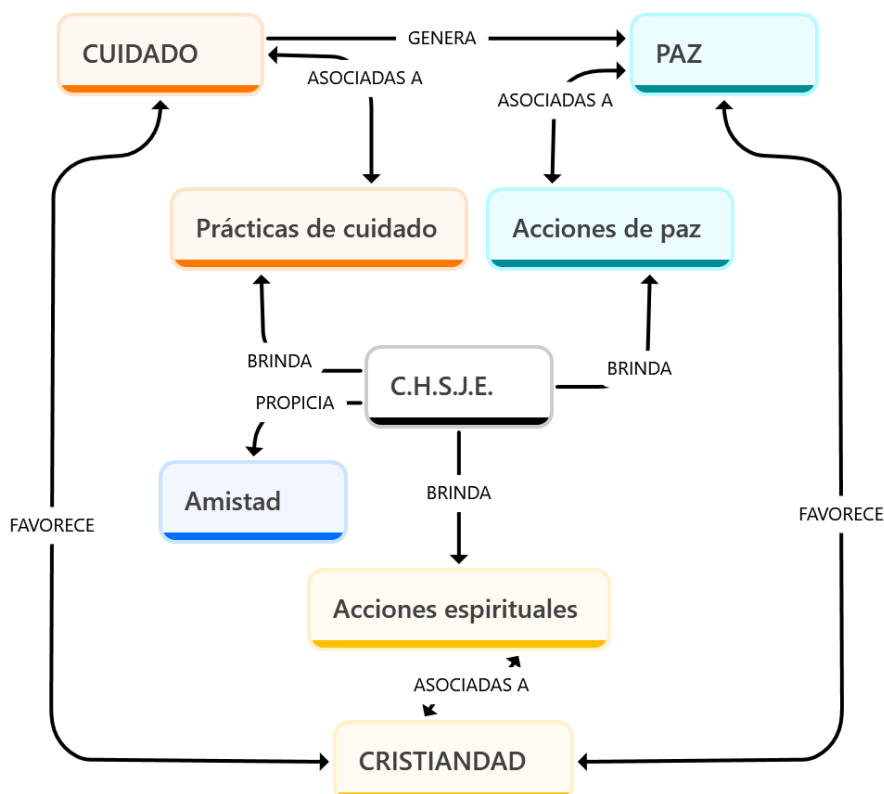 CUIDADO
GENERA
PAZ
ASOCIADAS A
ASOCIADAS A
Prácticas de cuidado
Acciones de paz
BRINDA
BRINDA
C.H.S.J.E.
PROPICIA
Amistad
BRINDA
FAVORECE
FAVORECE
Acciones espirituales
ASOCIADAS A
CRISTIANDAD